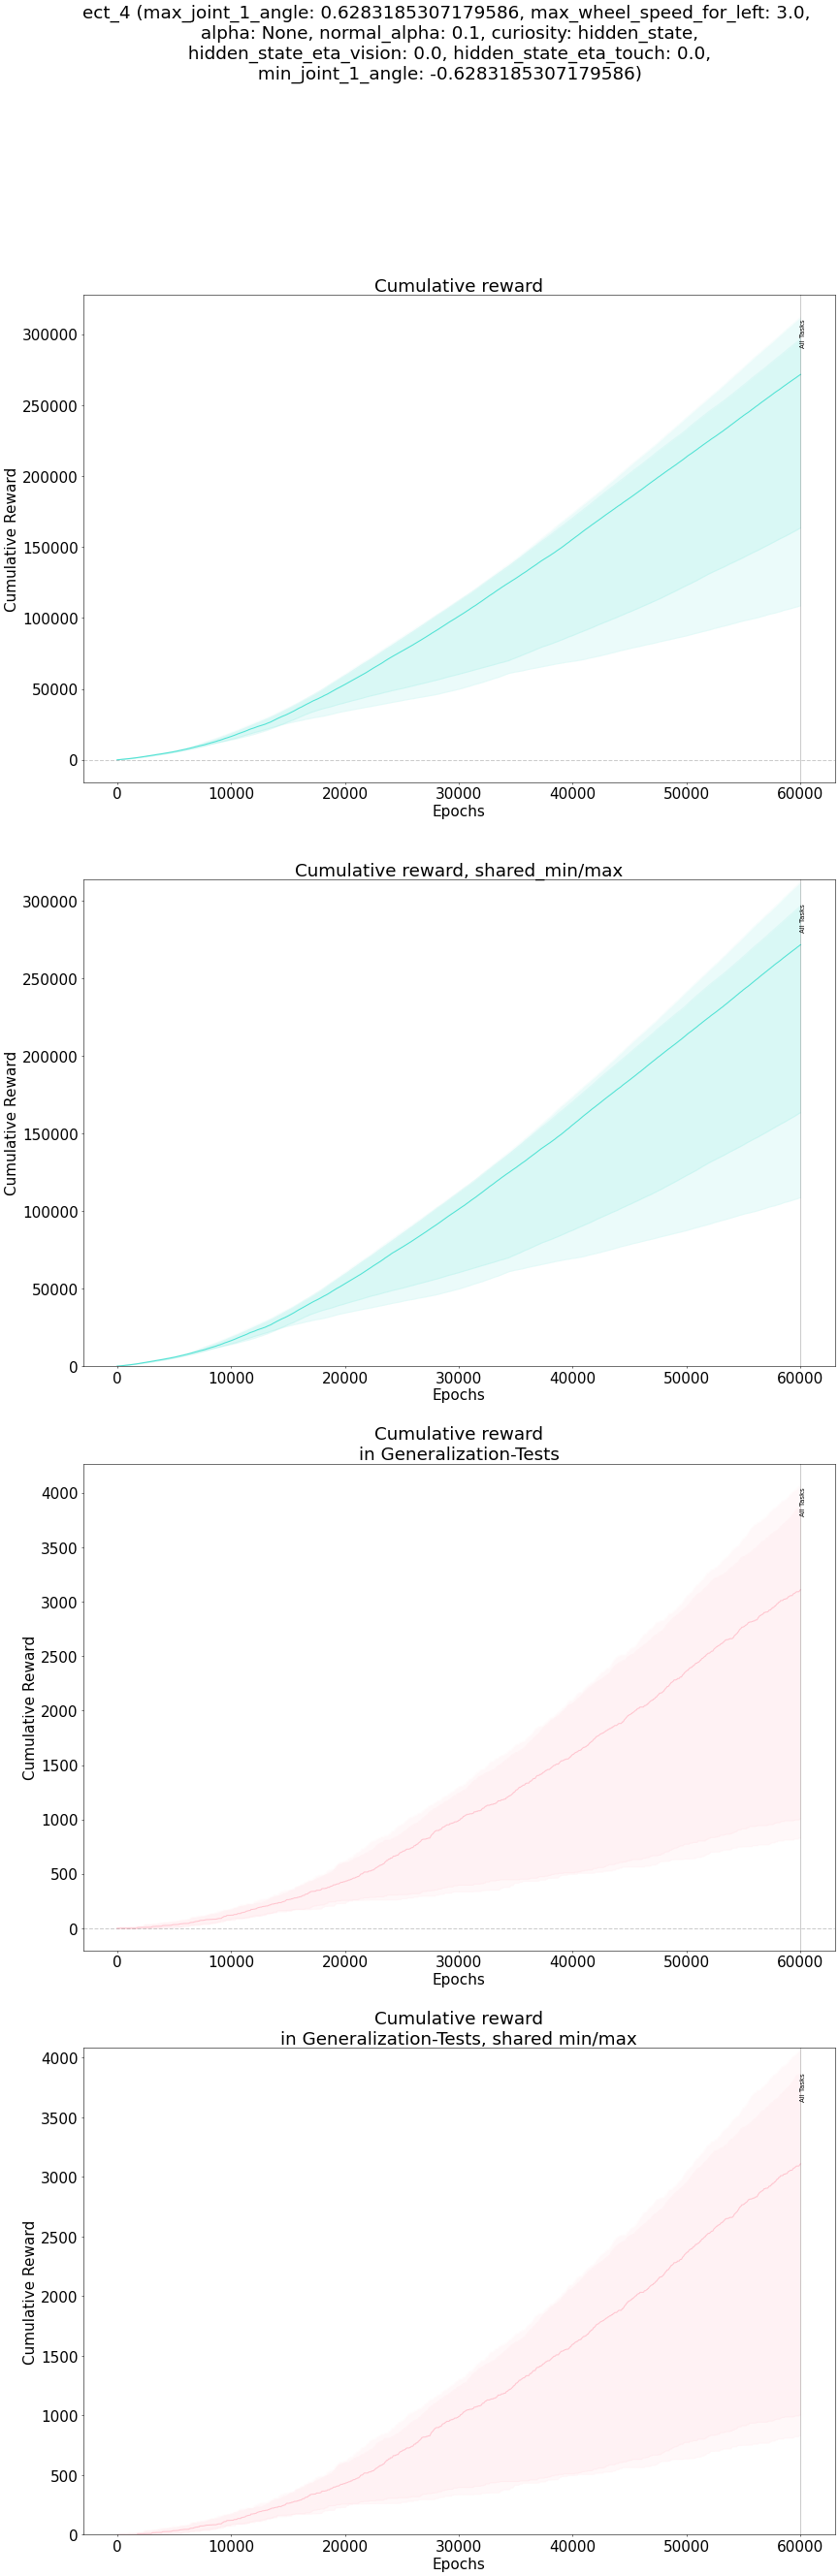 ect_4 (max_joint_1_angle: 0.6283185307179586, max_wheel_speed_for_left: 3.0,
alpha: None, normal_alpha: 0.1, curiosity: hidden_state,
hidden_state_eta_vision: 0.0, hidden_state_eta_touch: 0.0,
min_joint_1_angle: -0.6283185307179586)
Cumulative reward
Cumulative Reward
300000
250000
200000
150000
100000
50000
0
All Tasks
0 10000 20000 30000 40000 50000 60000
Epochs
Cumulative reward, shared_min/max
Cumulative Reward
300000
250000
200000
150000
100000
50000
0
All Tasks
0 10000 20000 30000 40000 50000 60000
Epochs
Cumulative reward
in Generalization-Tests
Cumulative Reward
4000
3500
3000
2500
2000
1500
1000
500
0
All Tasks
0 10000 20000 30000 40000 50000 60000
Epochs
Cumulative reward
in Generalization-Tests, shared min/max
Cumulative Reward
4000
3500
3000
2500
2000
1500
1000
500
0
All Tasks
0 10000 20000 30000 40000 50000 60000
Epochs